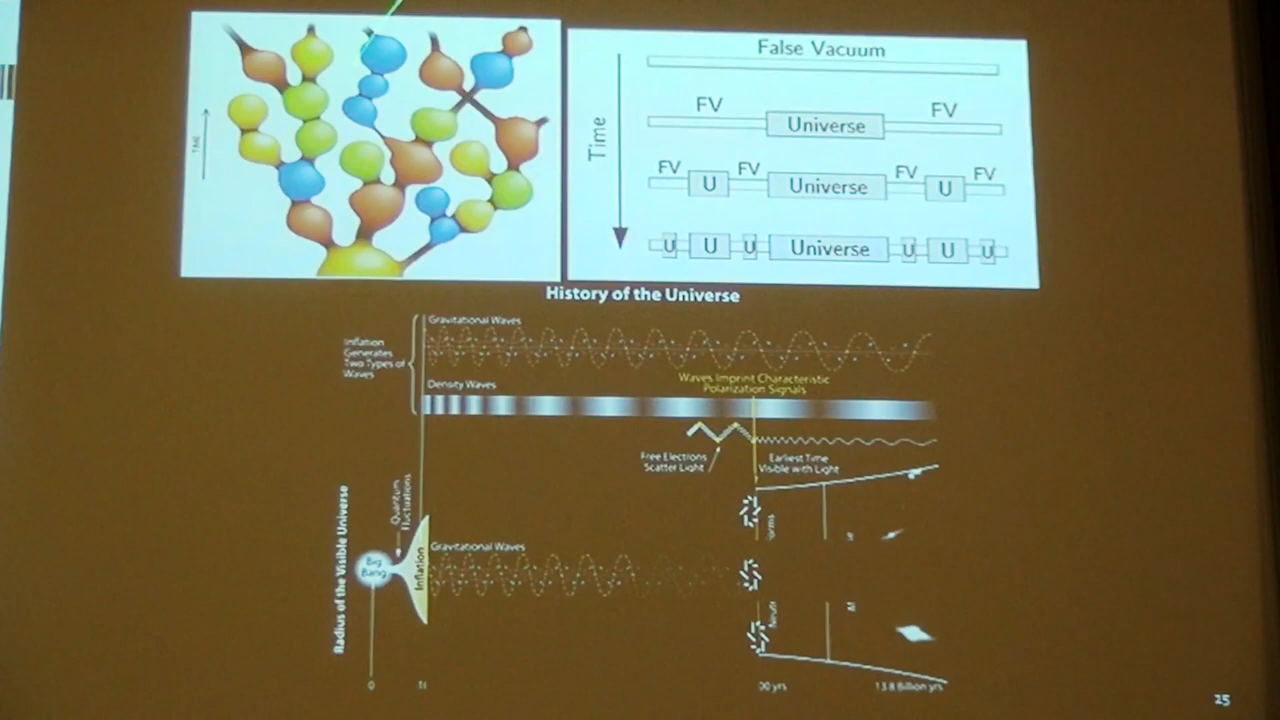 TIME
False Vacuum
Time
FV
Universe
FV
FV
U
FV
Universe
FV
U
FV
U
U
U
Universe
U
U
U
History of the Universe
Inflation
Generates
Two Types of
Waves
Gravitational Waves
Density Waves
Waves Imprint Characteristic
Polarization Signals
Free Electrons
Scatter Light
Earliest Time
Visible with Light
Radius of the Visible Universe
Quantum
Fluctuations
Big
Bang
Inflation
Gravitational Waves
0
13.8 Billion yrs
25